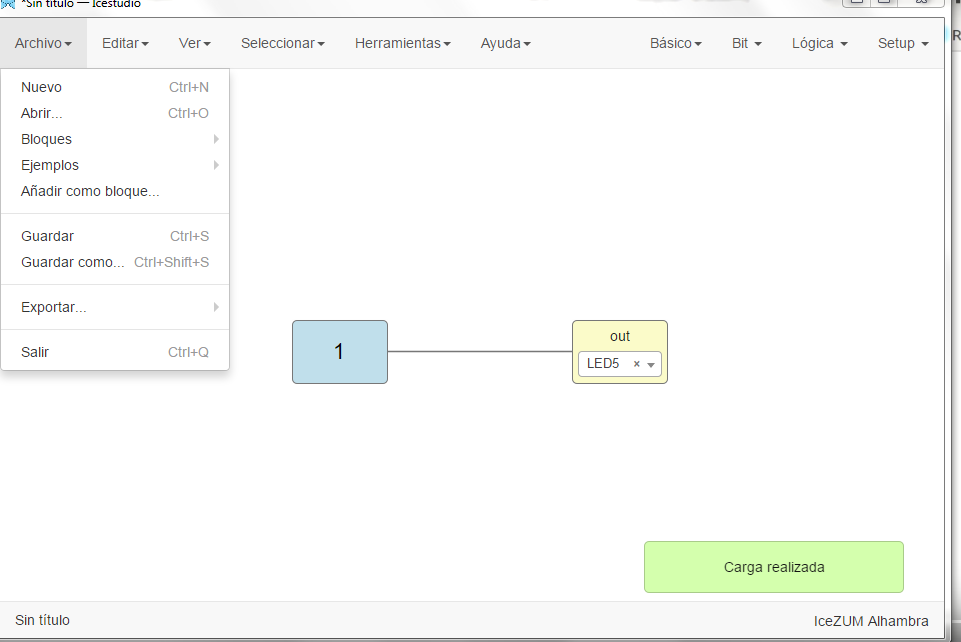 *Sin título — Icestudio
Archivo Editar Ver Seleccionar Herramientas Ayuda Básico Bit Lógica Setup
Nuevo Ctrl+N
Abrir... Ctrl+O
Bloques
Ejemplos
Añadir como bloque...
Guardar Ctrl+S
Guardar como... Ctrl+Shift+S
Exportar...
Salir Ctrl+Q
1
out
LED5 ×
Carga realizada
Sin título IceZUM Alhambra